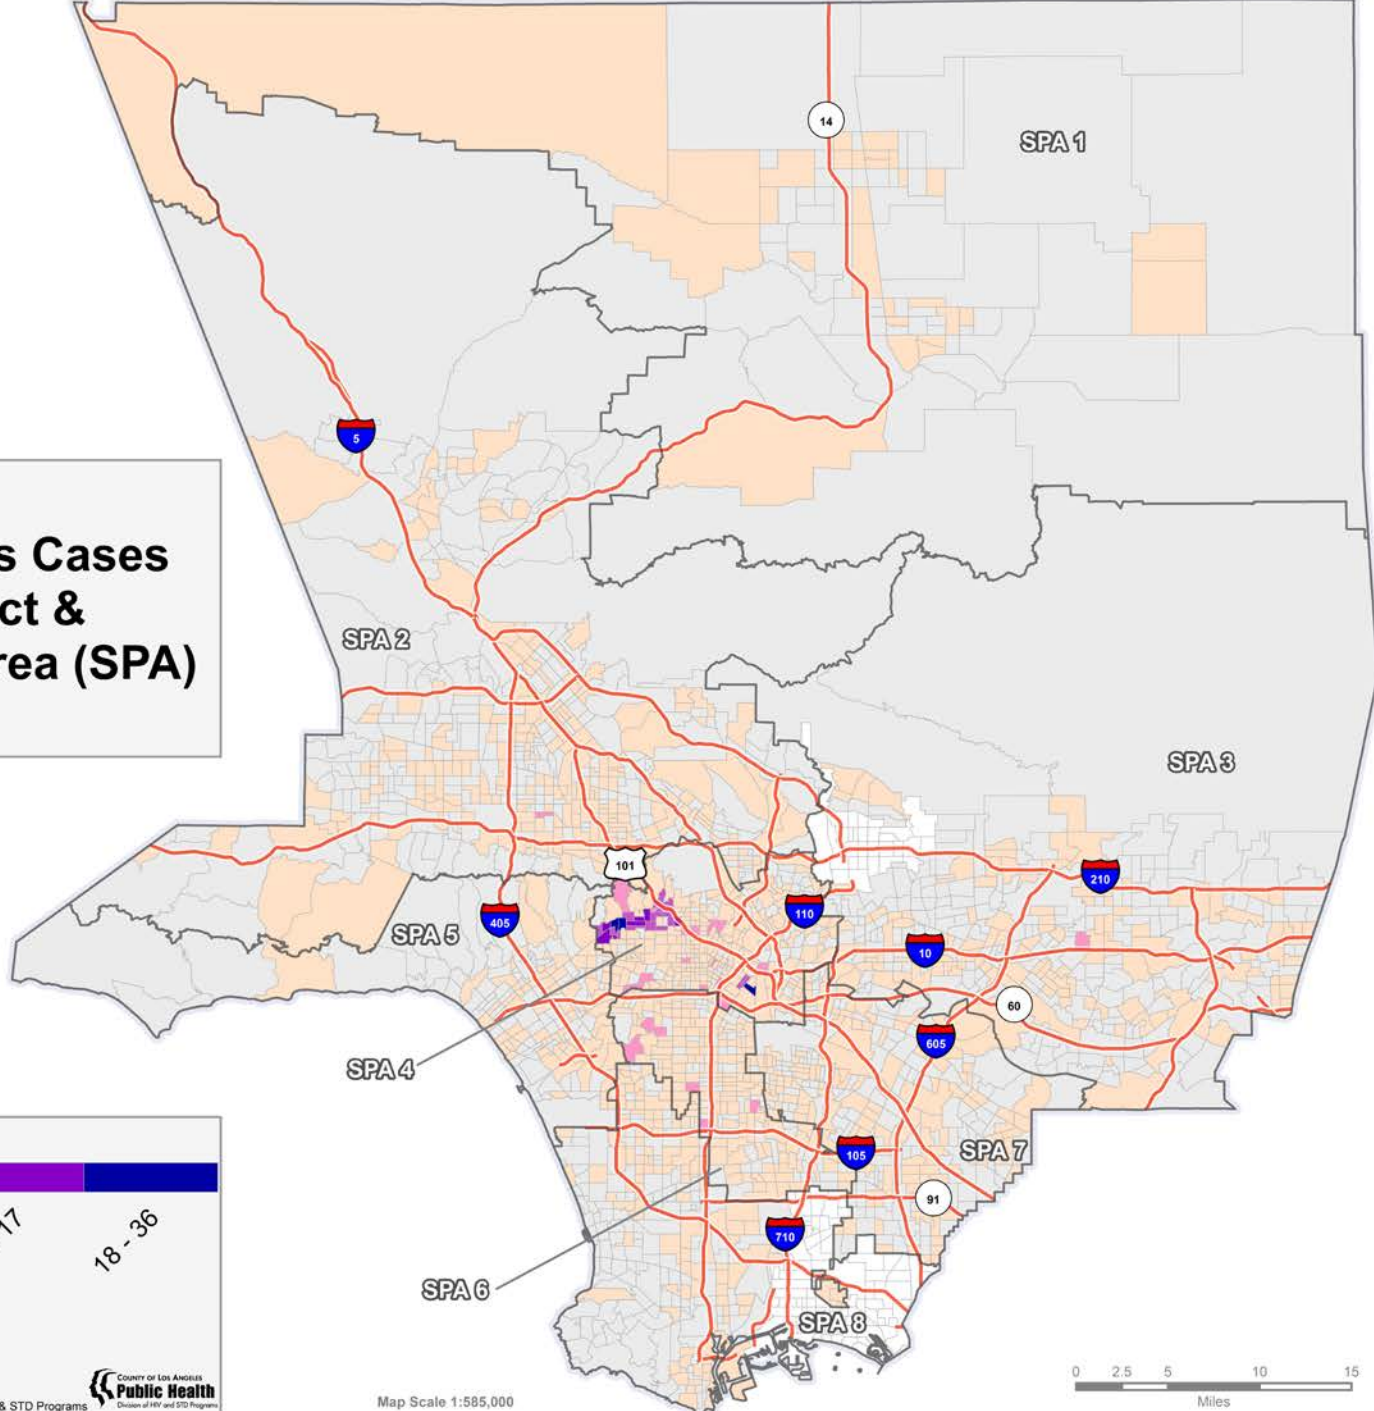 14
SPA 1
5
s Cases
ct &
rea (SPA)
SPA 2
SPA 3
101
210
405
110
SPA 5
10
60
605
SPA 4
105
SPA 7
17
18 - 36
91
710
SPA 6
SPA 8
0 2.5 5 10 15
Miles
COUNTY OF LOS ANGELES
Public Health
Division of HIV and STD Programs
& STD Programs
Map Scale 1:585,000